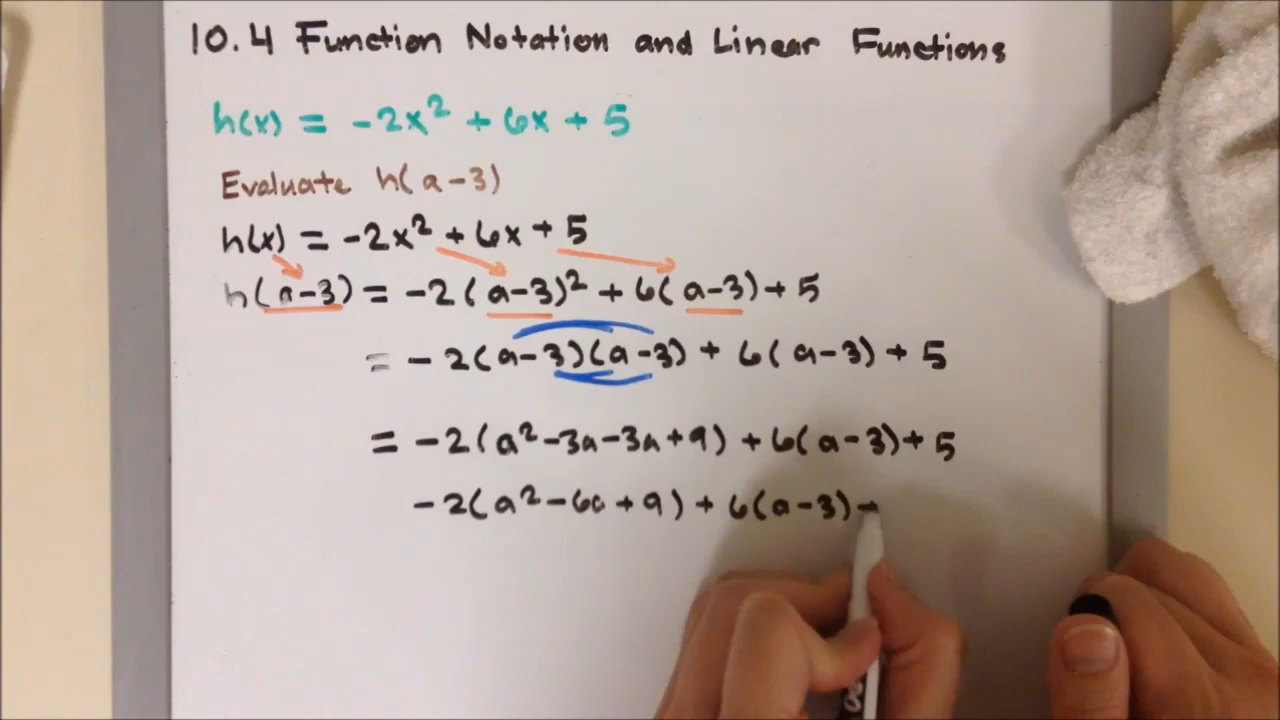 10.4 Function Notation and Linear Functions
h(x) = -2x² + 6x + 5
Evaluate h(a-3)
h(x) = -2x² + 6x + 5
h(a-3) = -2(a-3)² + 6(a-3) + 5
= -2(a-3)(a-3) + 6(a-3) + 5
= -2(a²-3a-3a+9) + 6(a-3) + 5
-2(a²-6a+9) + 6(a-3) +